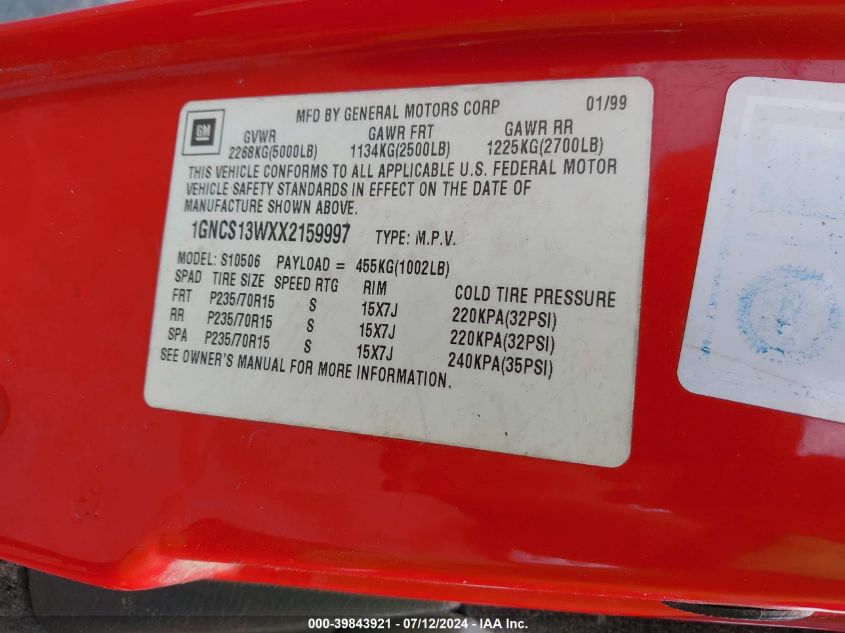 MFD BY GENERAL MOTORS CORP 01/99
GM
GVWR GAWR FRT GAWR RR
2268KG(5000LB) 1134KG(2500LB) 1225KG(2700LB)
THIS VEHICLE CONFORMS TO ALL APPLICABLE U.S. FEDERAL MOTOR
VEHICLE SAFETY STANDARDS IN EFFECT ON THE DATE OF
MANUFACTURE SHOWN ABOVE.
1GNCS13WXX2159997 TYPE: M.P.V.
MODEL: S10506 PAYLOAD = 455KG(1002LB)
SPAD TIRE SIZE SPEED RTG RIM COLD TIRE PRESSURE
FRT P235/70R15 S 15X7J 220KPA(32PSI)
RR P235/70R15 S 15X7J 220KPA(32PSI)
SPA P235/70R15 S 15X7J 240KPA(35PSI)
SEE OWNER'S MANUAL FOR MORE INFORMATION.
000-39843921 - 07/12/2024 - IAA Inc.